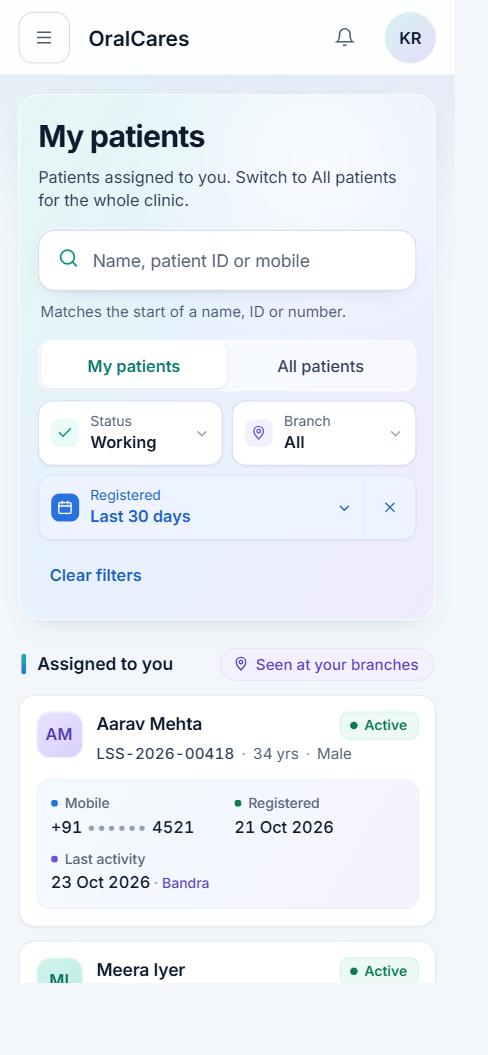 OralCares
KR
My patients
Patients assigned to you. Switch to All patients
for the whole clinic.
Name, patient ID or mobile
Matches the start of a name, ID or number.
My patients
All patients
Status
Working
Branch
All
Registered
Last 30 days
Clear filters
Assigned to you
Seen at your branches
AM
Aarav Mehta
Active
LSS-2026-00418 · 34 yrs · Male
Mobile
+91 •••••• 4521
Registered
21 Oct 2026
Last activity
23 Oct 2026 · Bandra
MI
Meera Iyer
Active